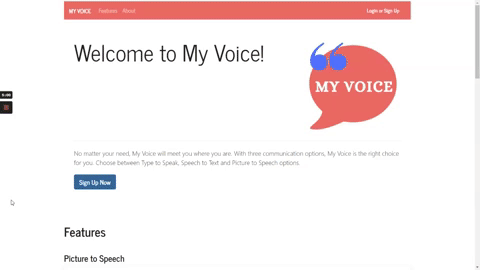 MY VOICE Features About Login or Sign Up
Welcome to My Voice!
MY VOICE
No matter your need, My Voice will meet you where you are. With three communication options, My Voice is the right choice
for you. Choose between Type to Speak, Speech to Text and Picture to Speech options
Sign Up Now
Features
Picture to Speech